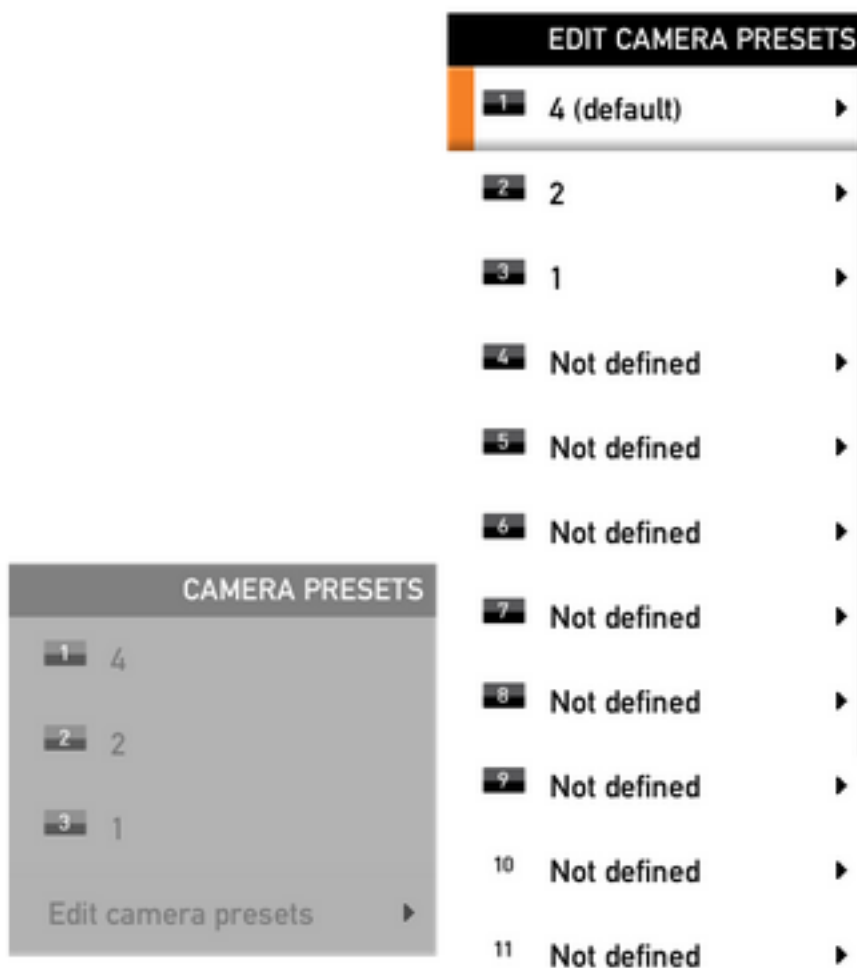 EDIT CAMERA PRESETS
1 4 (default)
2 2
3 1
4 Not defined
5 Not defined
6 Not defined
7 Not defined
8 Not defined
9 Not defined
10 Not defined
11 Not defined
CAMERA PRESETS
1 4
2 2
3 1
Edit camera presets